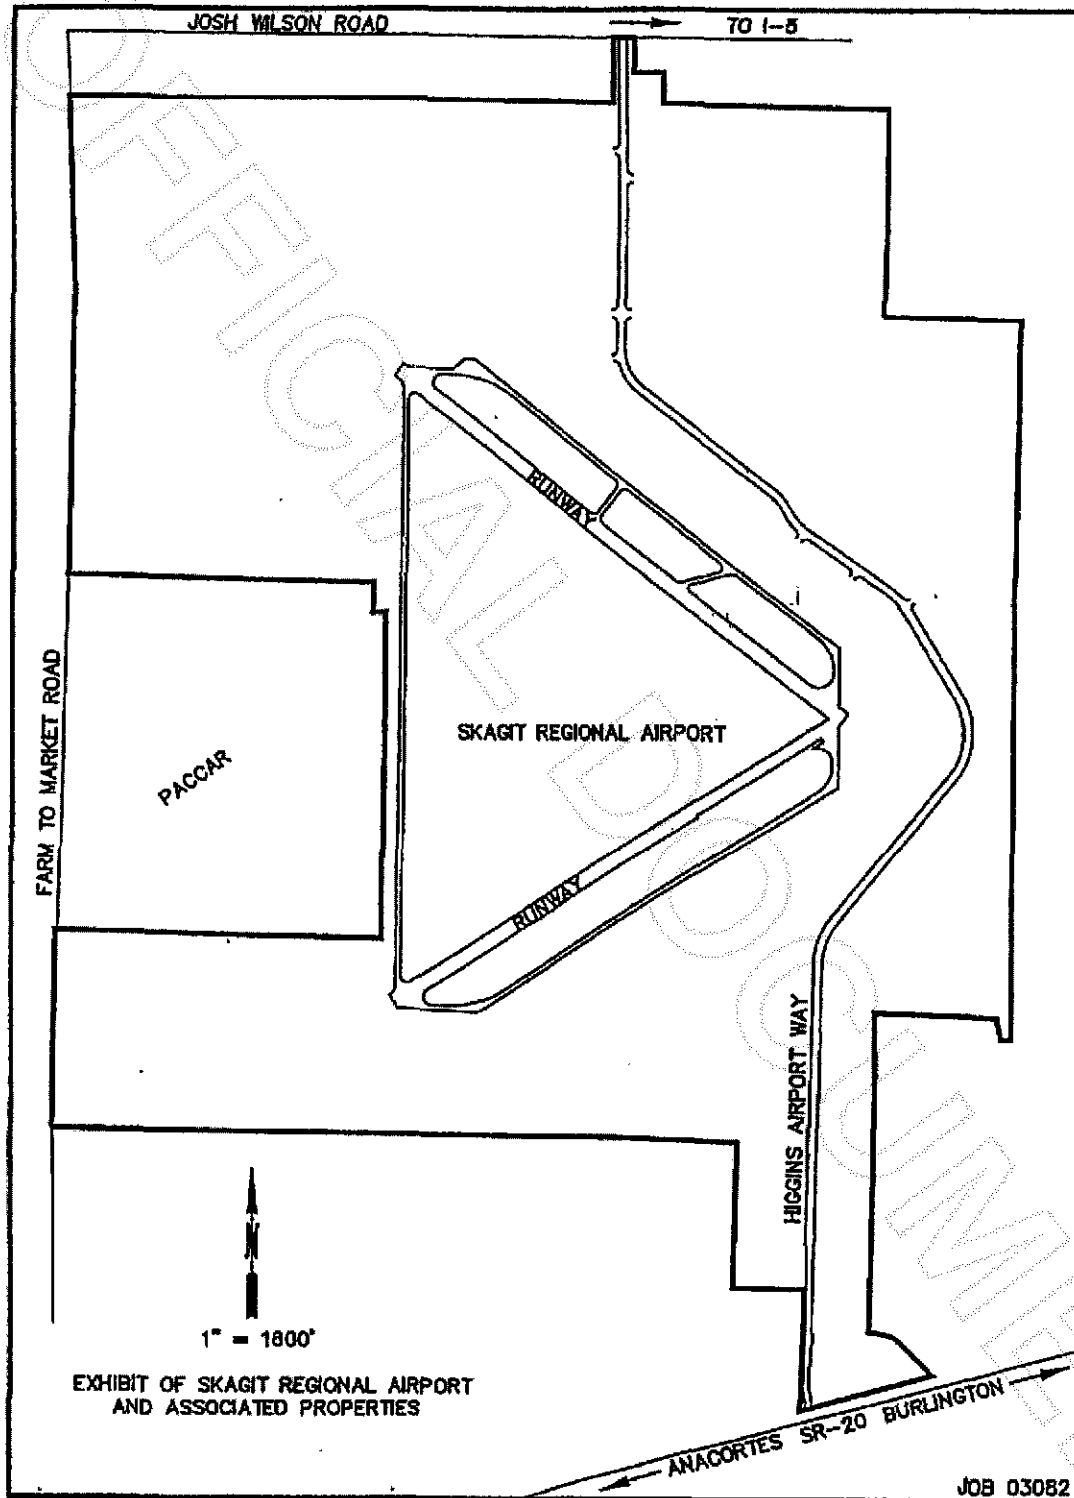 JOSH WILSON ROAD
TO I-5
RUNWAY
SKAGIT REGIONAL AIRPORT
FARM TO MARKET ROAD
PACCAR
RUNWAY
HIGGINS AIRPORT WAY
N
1" = 1800'
EXHIBIT OF SKAGIT REGIONAL AIRPORT
AND ASSOCIATED PROPERTIES
ANACORTES SR-20 BURLINGTON
JOB 03082
OFFICIAL DOCUME